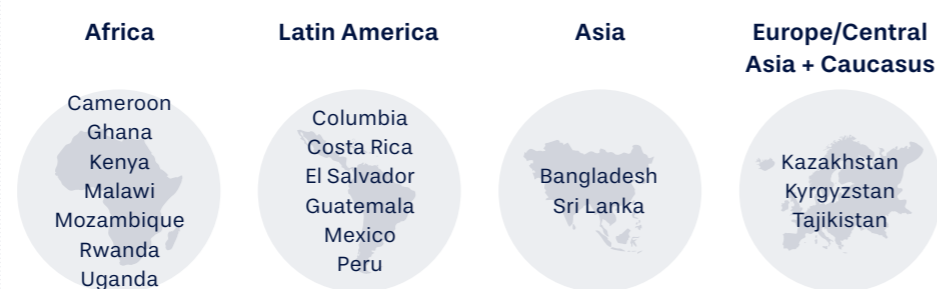 Africa
Cameroon
Ghana
Kenya
Malawi
Mozambique
Rwanda
Uganda
Latin America
Columbia
Costa Rica
El Salvador
Guatemala
Mexico
Peru
Asia
Bangladesh
Sri Lanka
Europe/Central
Asia + Caucasus
Kazakhstan
Kyrgyzstan
Tajikistan